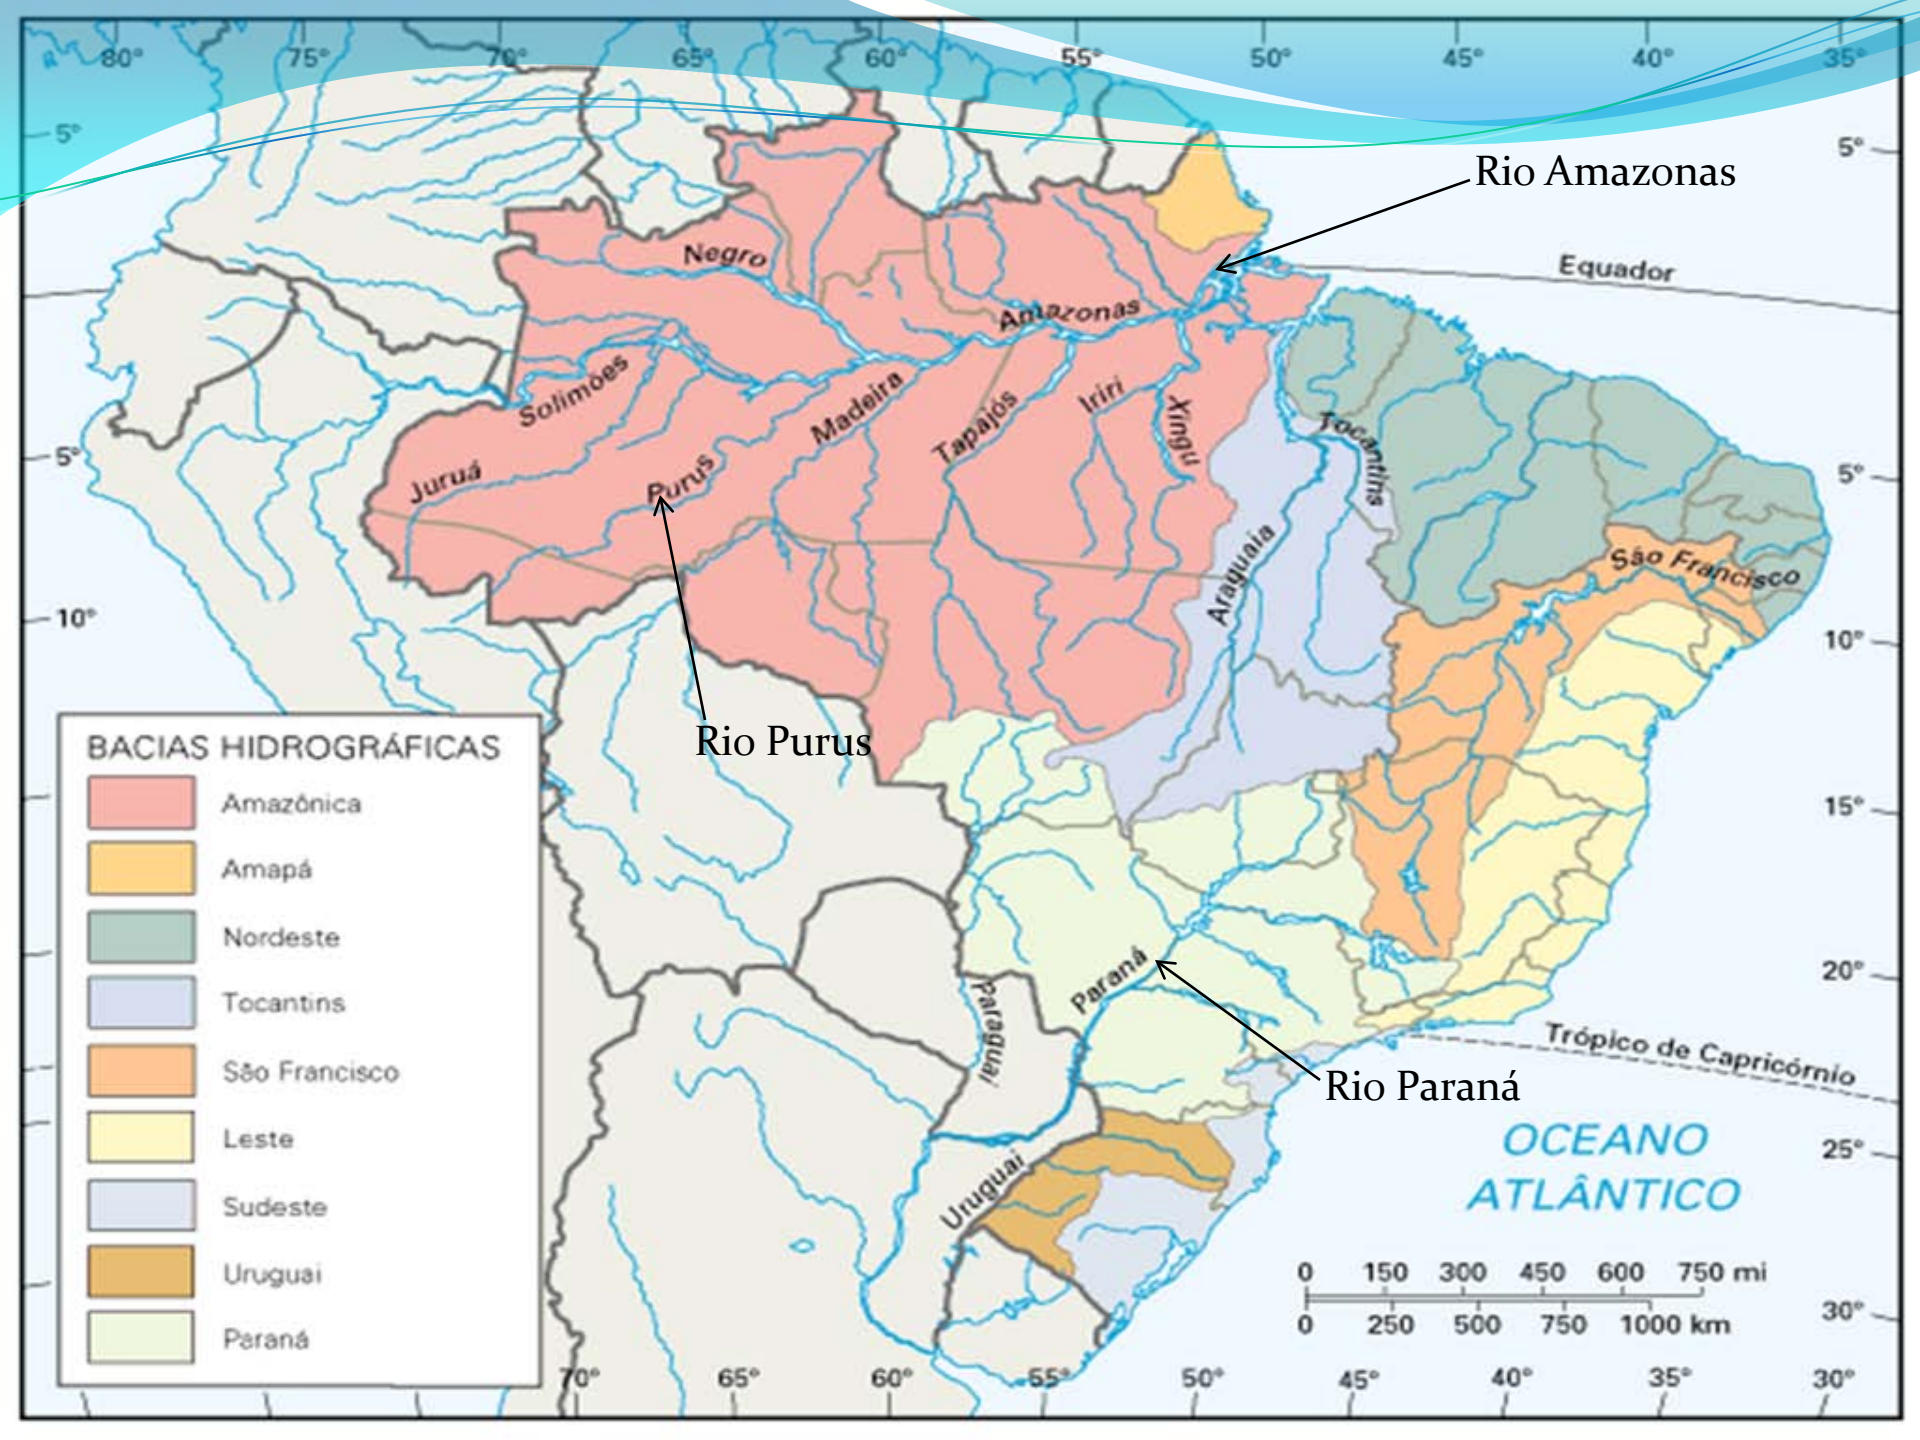 80°
75°
70°
65°
60°
55°
50°
45°
40°
35°
5°
5°
Rio Amazonas
Equador
Negro
Amazonas
Solimões
Madeira
Tapajós
Iriri
Xingu
Tocantins
Juruá
Purus
5°
5°
Araguaia
São Francisco
10°
10°
Rio Purus
BACIAS HIDROGRÁFICAS
Amazônica
Amapá
Nordeste
Tocantins
São Francisco
Leste
Sudeste
Uruguai
Paraná
15°
20°
Paraná
Paraguai
Trópico de Capricórnio
Rio Paraná
OCEANO
ATLÂNTICO
25°
Uruguai
0 150 300 450 600 750 mi
0 250 500 750 1000 km
30°
70°
65°
60°
55°
50°
45°
40°
35°
30°